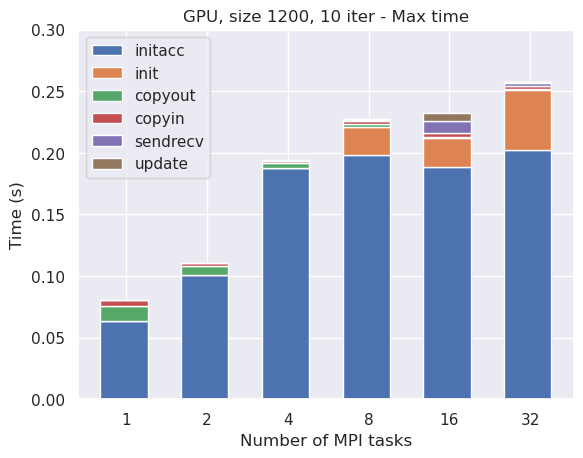 GPU, size 1200, 10 iter - Max time
0.30
0.25
0.20
0.15
0.10
0.05
0.00
Time (s)
initacc
init
copyout
copyin
sendrecv
update
1 2 4 8 16 32
Number of MPI tasks